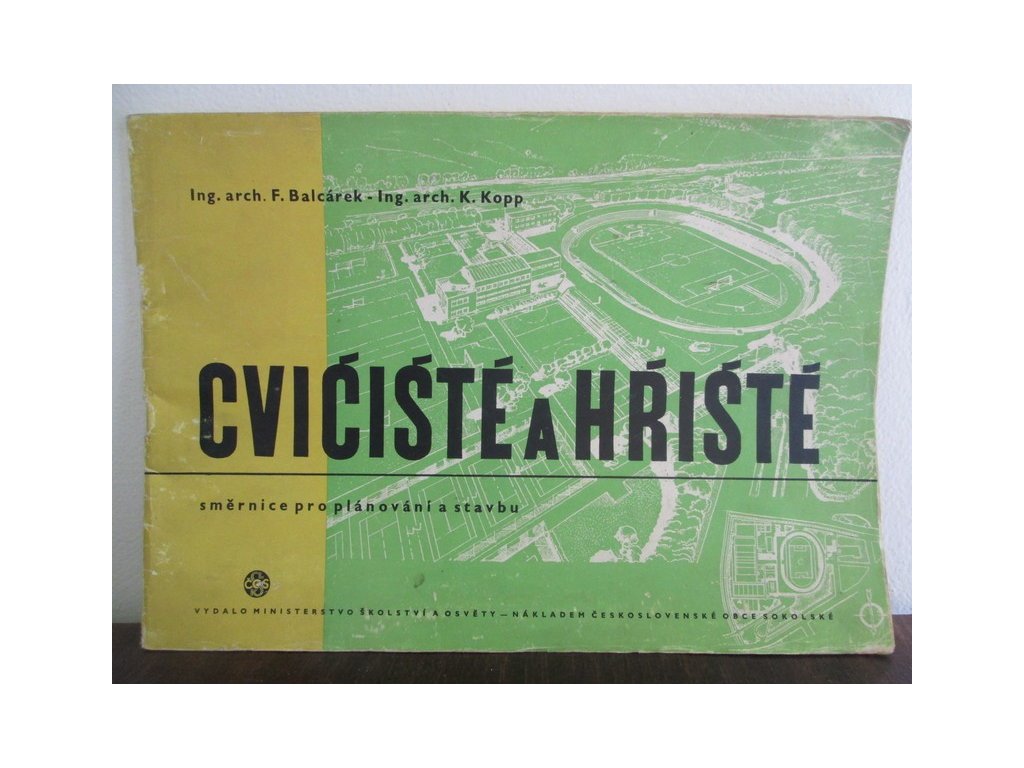 Ing. arch. F. Balcárek - Ing. arch. K. Kopp
CVIČIŠTĚ A HŘIŠTĚ
směrnice pro plánování a stavbu
VYDALO MINISTERSTVO ŠKOLSTVÍ A OSVĚTY — NÁKLADEM ČESKOSLOVENSKÉ OBCE SOKOLSKÉ